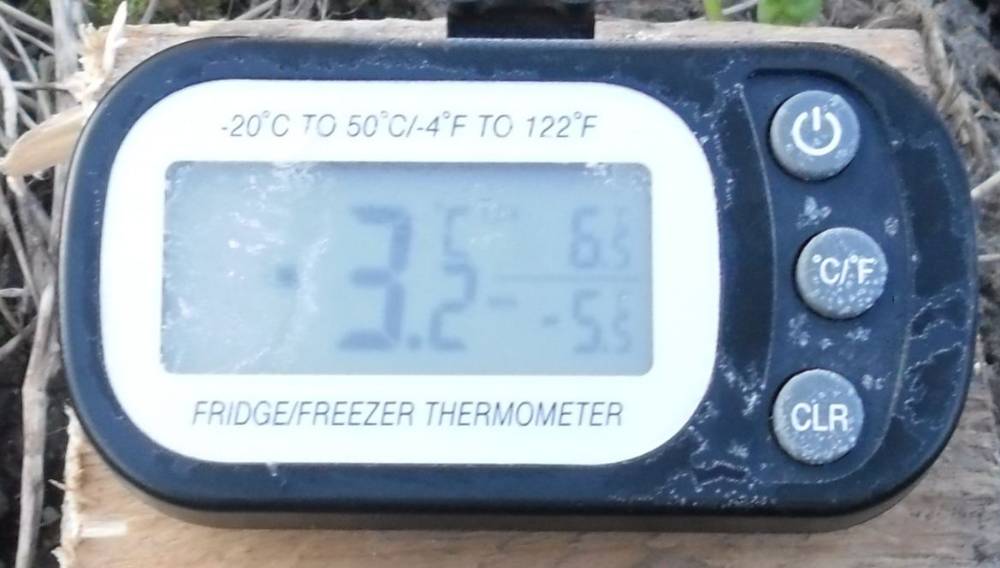 -20°C TO 50°C/-4°F TO 122°F
-3.2 °C
6.5
-5.5
°C/°F
CLR
FRIDGE/FREEZER THERMOMETER